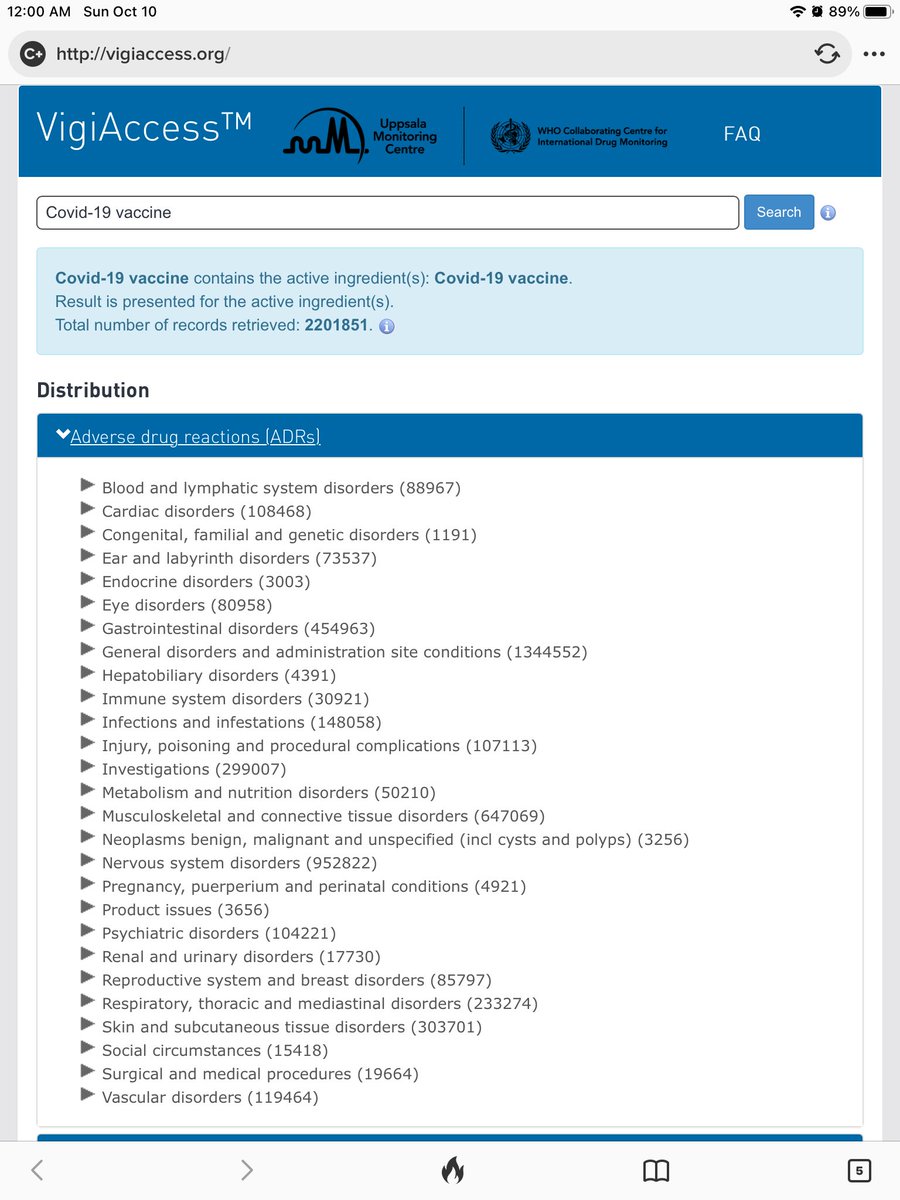 12:00 AM Sun Oct 10
89%
C+ http://vigiaccess.org/
VigiAccess™
Uppsala
Monitoring
Centre
WHO Collaborating Centre for
International Drug Monitoring
FAQ
Covid-19 vaccine
Search
Covid-19 vaccine contains the active ingredient(s): Covid-19 vaccine.
Result is presented for the active ingredient(s).
Total number of records retrieved: 2201851.
Distribution
Adverse drug reactions (ADRs)
Blood and lymphatic system disorders (88967)
Cardiac disorders (108468)
Congenital, familial and genetic disorders (1191)
Ear and labyrinth disorders (73537)
Endocrine disorders (3003)
Eye disorders (80958)
Gastrointestinal disorders (454963)
General disorders and administration site conditions (1344552)
Hepatobiliary disorders (4391)
Immune system disorders (30921)
Infections and infestations (148058)
Injury, poisoning and procedural complications (107113)
Investigations (299007)
Metabolism and nutrition disorders (50210)
Musculoskeletal and connective tissue disorders (647069)
Neoplasms benign, malignant and unspecified (incl cysts and polyps) (3256)
Nervous system disorders (952822)
Pregnancy, puerperium and perinatal conditions (4921)
Product issues (3656)
Psychiatric disorders (104221)
Renal and urinary disorders (17730)
Reproductive system and breast disorders (85797)
Respiratory, thoracic and mediastinal disorders (233274)
Skin and subcutaneous tissue disorders (303701)
Social circumstances (15418)
Surgical and medical procedures (19664)
Vascular disorders (119464)
5